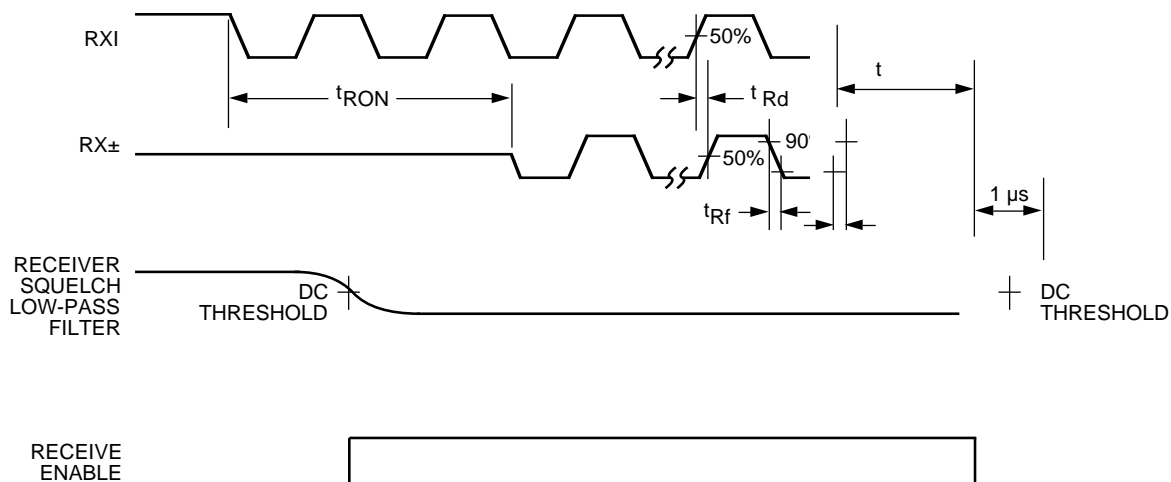 RXI
50%
t
tRON
t Rd
RX±
50%
90
1 µs
tRf
RECEIVER
SQUELCH
LOW-PASS
FILTER
DC
THRESHOLD
DC
THRESHOLD
RECEIVE
ENABLE